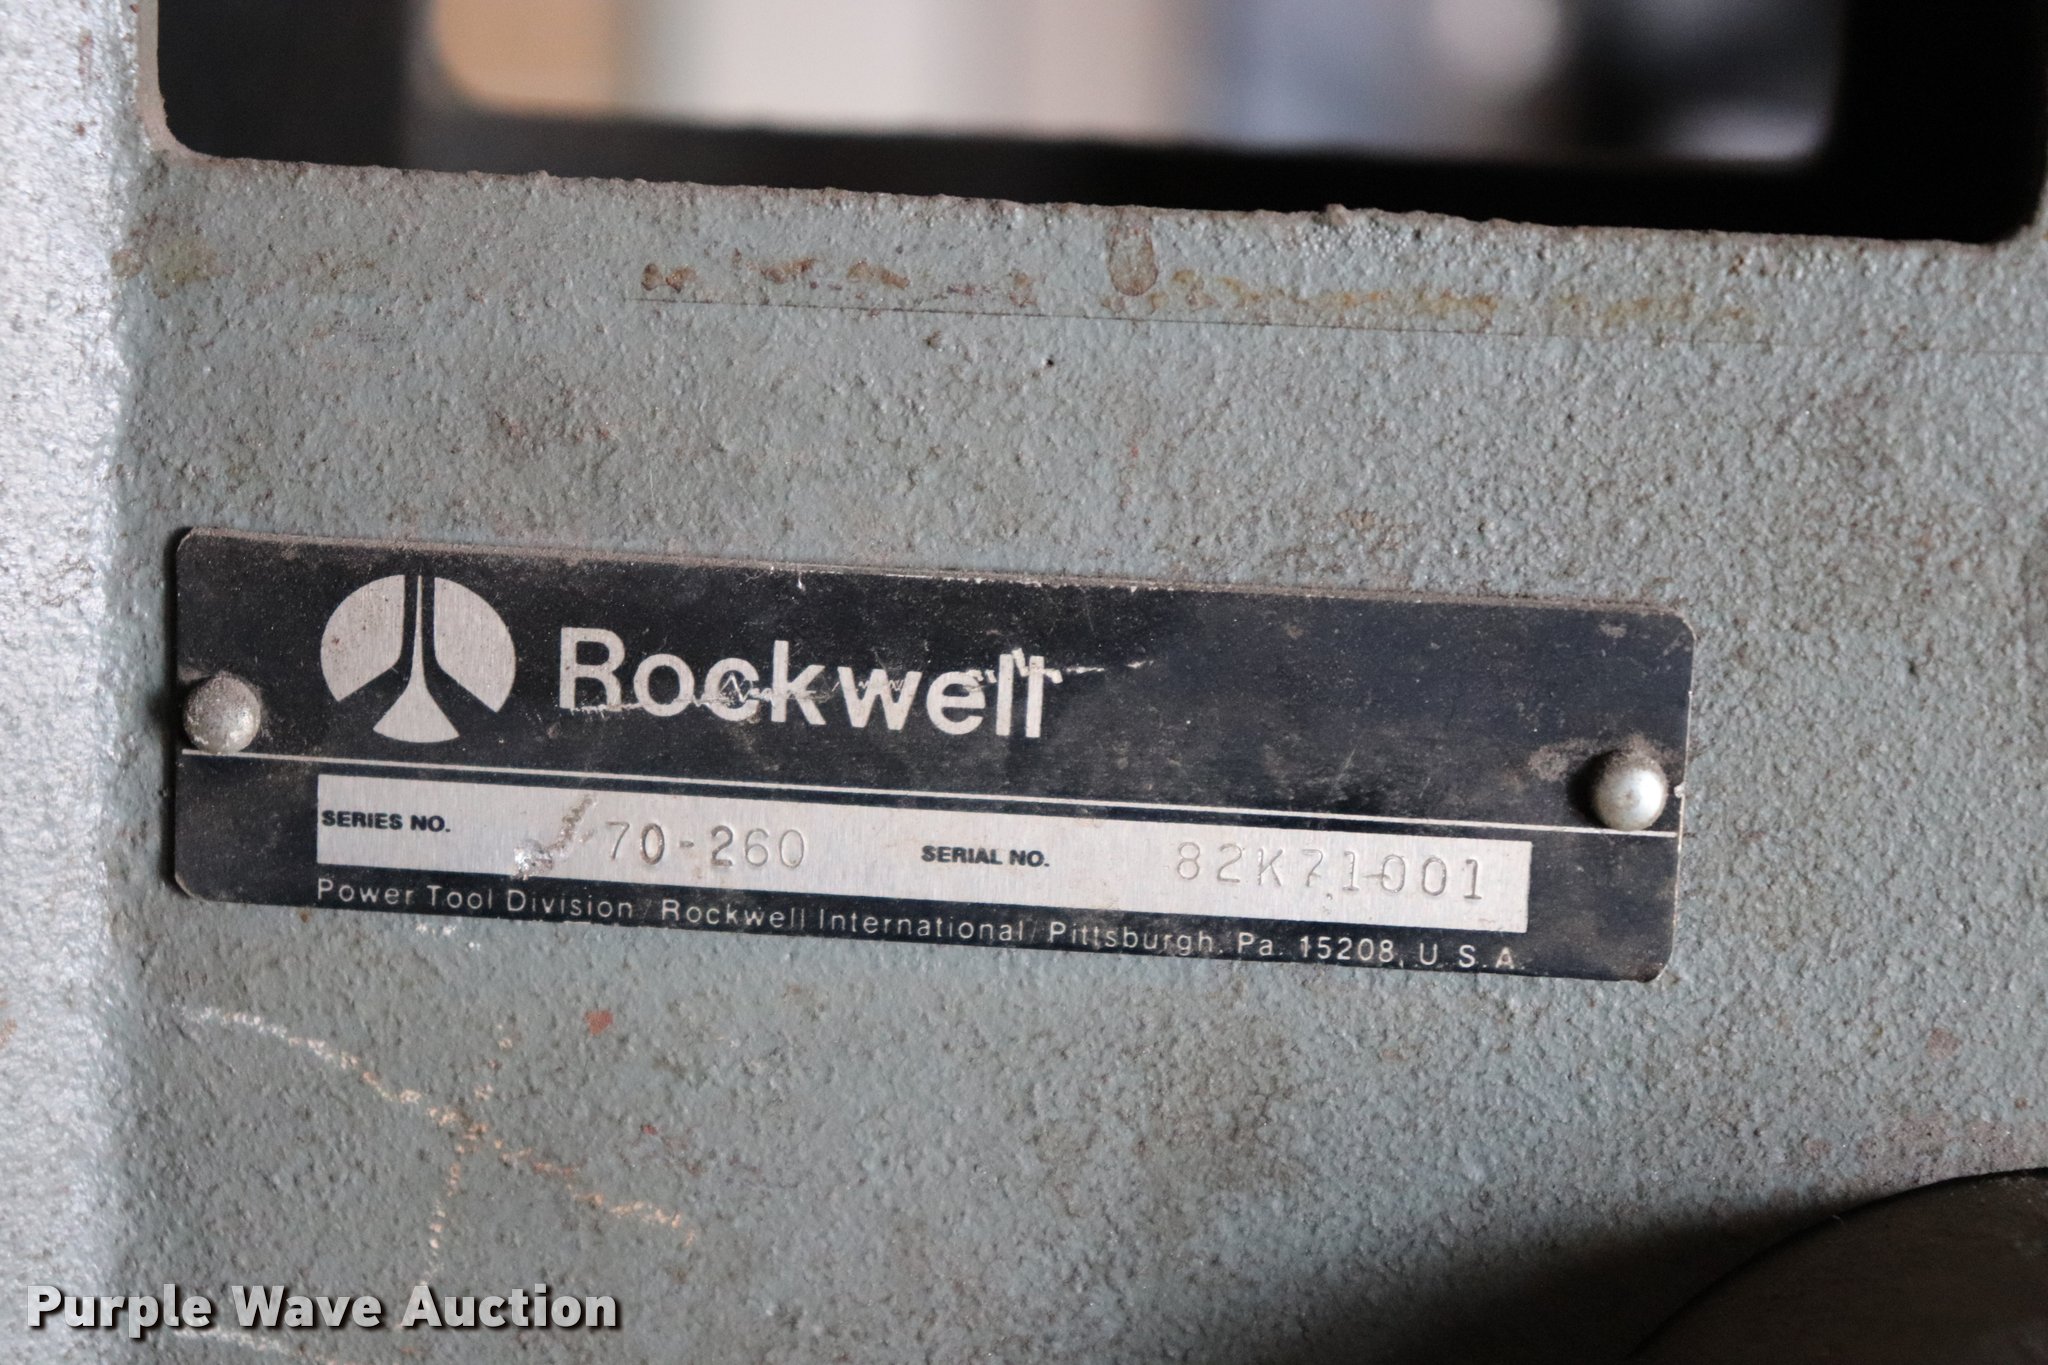 Rockwell
SERIES NO. 70-260 SERIAL NO. 82K71001
Power Tool Division / Rockwell International / Pittsburgh, Pa. 15208, U.S.A.
Purple Wave Auction